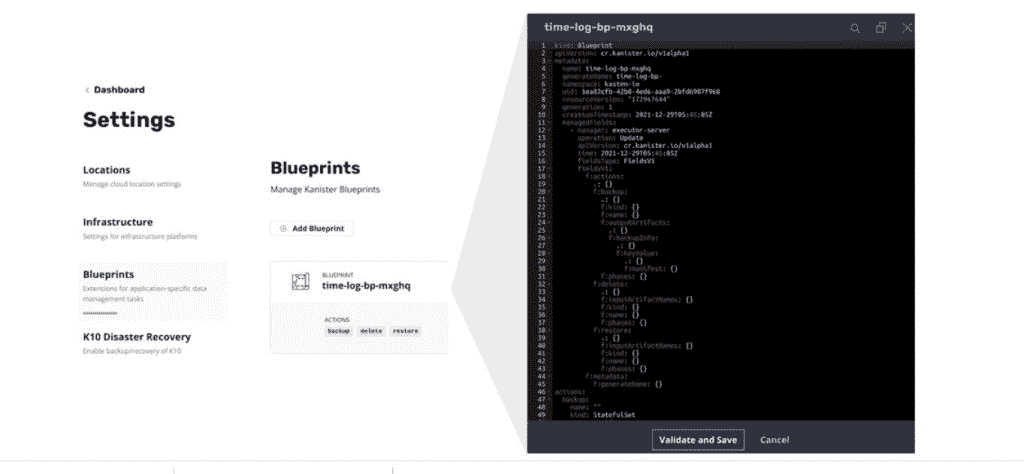 Dashboard
Settings
Locations
Manage cloud location settings
Infrastructure
Settings for infrastructure platforms
Blueprints
Extensions for application-specific data
management tasks
K10 Disaster Recovery
Enable backup/recovery of K10
Blueprints
Manage Kanister Blueprints
Add Blueprint
BLUEPRINT
time-log-bp-mxghq
ACTIONS
backup delete restore
time-log-bp-mxghq
1 kind: Blueprint
2 apiVersion: cr.kanister.io/v1alpha1
3 metadata:
4 name: time-log-bp-mxghq
5 generateName: time-log-bp-
6 namespace: kasten-io
7 uid:
8 resourceVersion: "172967644"
9 generation: 1
10 creationTimestamp: 2021-12-29T05:45:05Z
11 managedFields:
12 - manager: executor-server
13 operation: Update
14 apiVersion: cr.kanister.io/v1alpha1
15 time: 2021-12-29T05:45:05Z
16 fieldsType: FieldsV1
17 fieldsV1:
18 f:actions:
19 .: {}
20 f:backup:
21 .: {}
22 f:kind: {}
23 f:name: {}
24 f:outputArtifacts:
25 .: {}
26 f:backupInfo:
27 .: {}
28 f:keyValue:
29 .: {}
30 f:manifest: {}
31 f:phases: {}
32 f:delete:
33 .: {}
34 f:inputArtifactNames: {}
35 f:kind: {}
36 f:name: {}
37 f:phases: {}
38 f:restore:
39 .: {}
40 f:inputArtifactNames: {}
41 f:kind: {}
42 f:name: {}
43 f:phases: {}
44 f:metadata:
45 f:generateName: {}
46 actions:
47 backup:
48 name: ""
49 kind: StatefulSet
Validate and Save Cancel